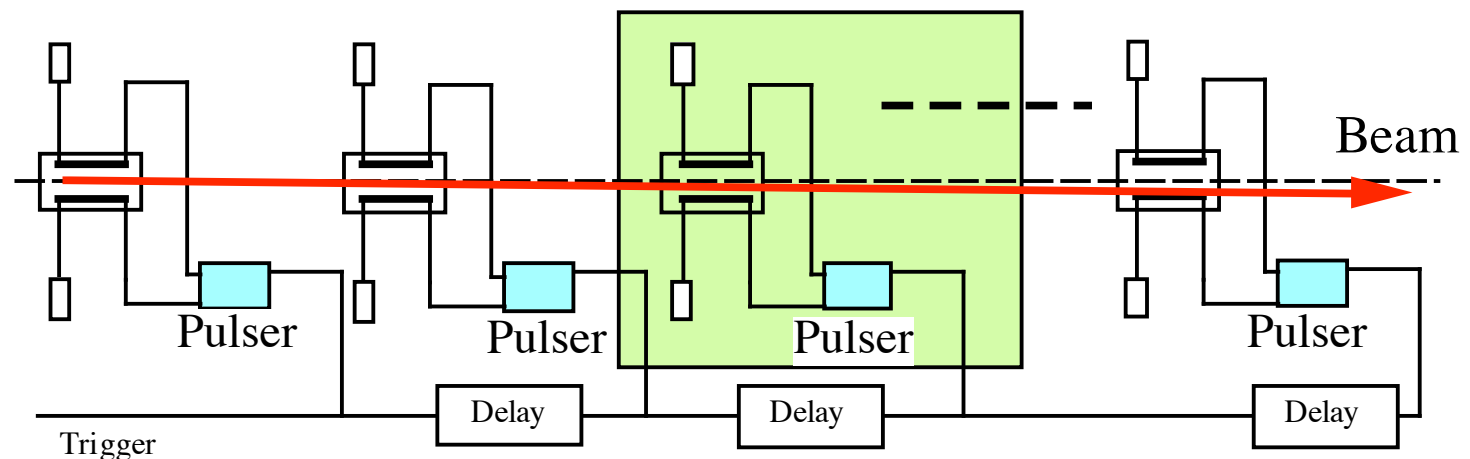 Beam
Pulser
Pulser
Pulser
Pulser
Delay
Delay
Delay
Trigger